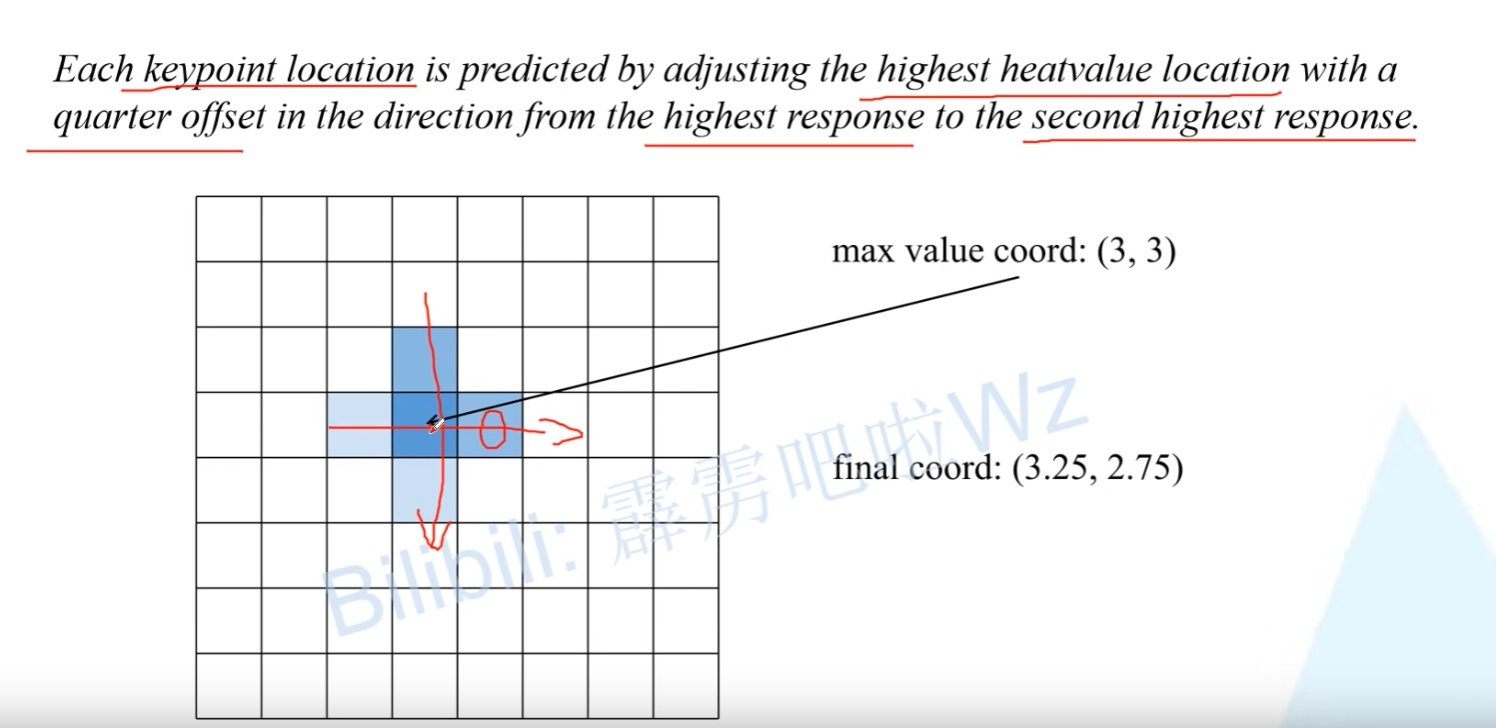 Each keypoint location is predicted by adjusting the highest heatvalue location with a
quarter offset in the direction from the highest response to the second highest response.
max value coord: (3, 3)
final coord: (3.25, 2.75)
Bilibili: 霹雳吧啦Wz